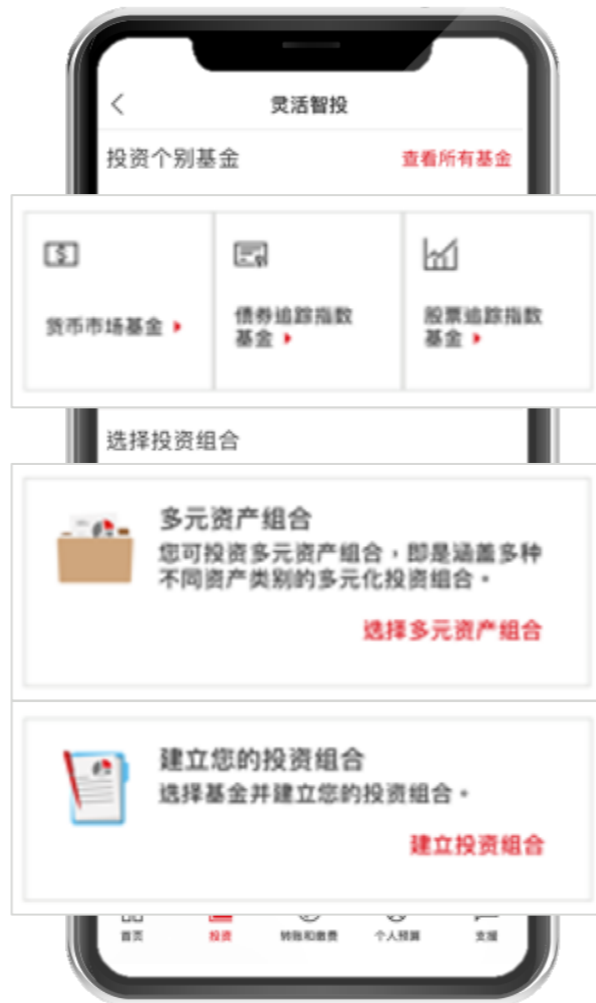 灵活智投
投资个别基金
查看所有基金
货币市场基金
债券追踪指数
基金
股票追踪指数
基金
选择投资组合
多元资产组合
您可投资多元资产组合，即是涵盖多种
不同资产类别的多元化投资组合。
选择多元资产组合
建立您的投资组合
选择基金并建立您的投资组合。
建立投资组合
首页
投资
转账和缴费
个人预算
支援